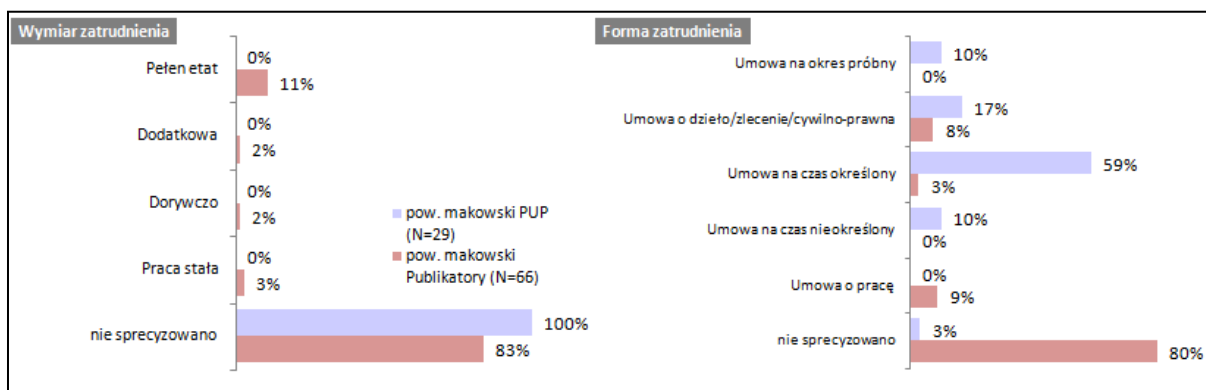 Wymiar zatrudnienia
Pełen etat
0%
11%
Dodatkowa
0%
2%
Dorywczo
0%
2%
Praca stała
0%
3%
nie sprecyzowano
100%
83%
pow. makowski PUP
(N=29)
pow. makowski
Publikatory (N=66)
Forma zatrudnienia
Umowa na okres próbny
10%
0%
Umowa o dzieło/zlecenie/cywilno-prawna
17%
8%
Umowa na czas określony
59%
3%
Umowa na czas nieokreślony
10%
0%
Umowa o pracę
0%
9%
nie sprecyzowano
3%
80%